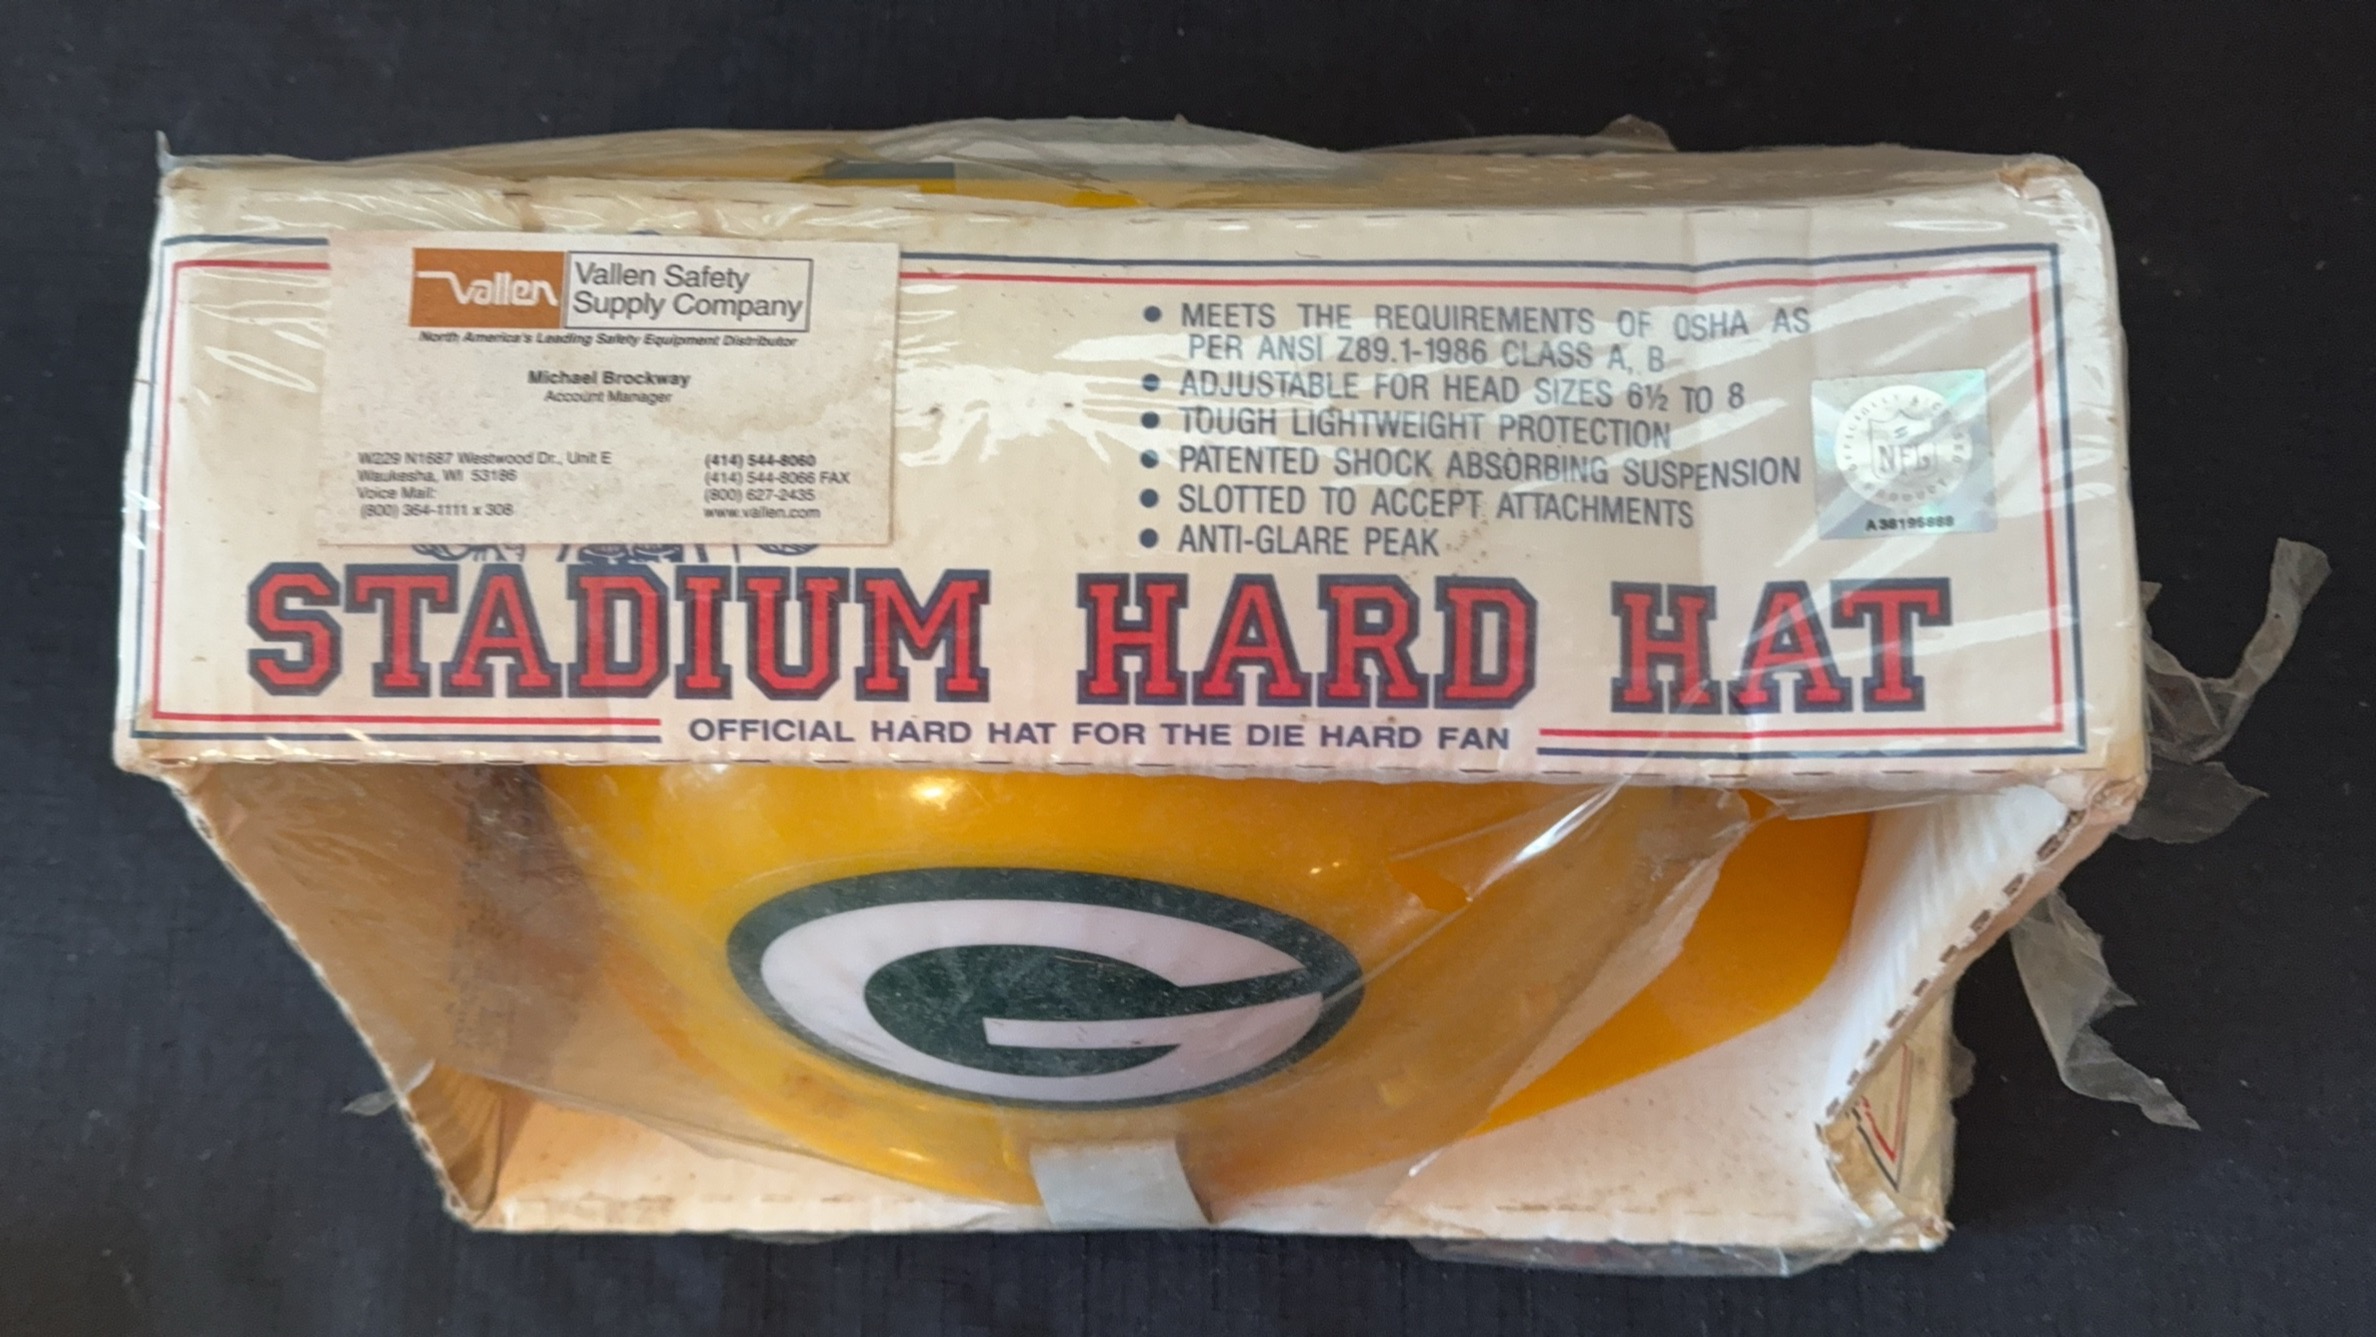 Vallen
Vallen Safety
Supply Company
North America's Leading Safety Equipment Distributor
Michael Brockway
Account Manager
W229 N1687 Westwood Dr., Unit E
Waukesha, WI 53186
Voice Mail:
(800) 364-1111 x 308
(414) 544-8060
(414) 544-8066 FAX
(800) 627-2435
www.vallen.com
• MEETS THE REQUIREMENTS OF OSHA AS
PER ANSI Z89.1-1986 CLASS A, B
• ADJUSTABLE FOR HEAD SIZES 6½ TO 8
• TOUGH LIGHTWEIGHT PROTECTION
• PATENTED SHOCK ABSORBING SUSPENSION
• SLOTTED TO ACCEPT ATTACHMENTS
• ANTI-GLARE PEAK
NFL
STADIUM HARD HAT
OFFICIAL HARD HAT FOR THE DIE HARD FAN
G